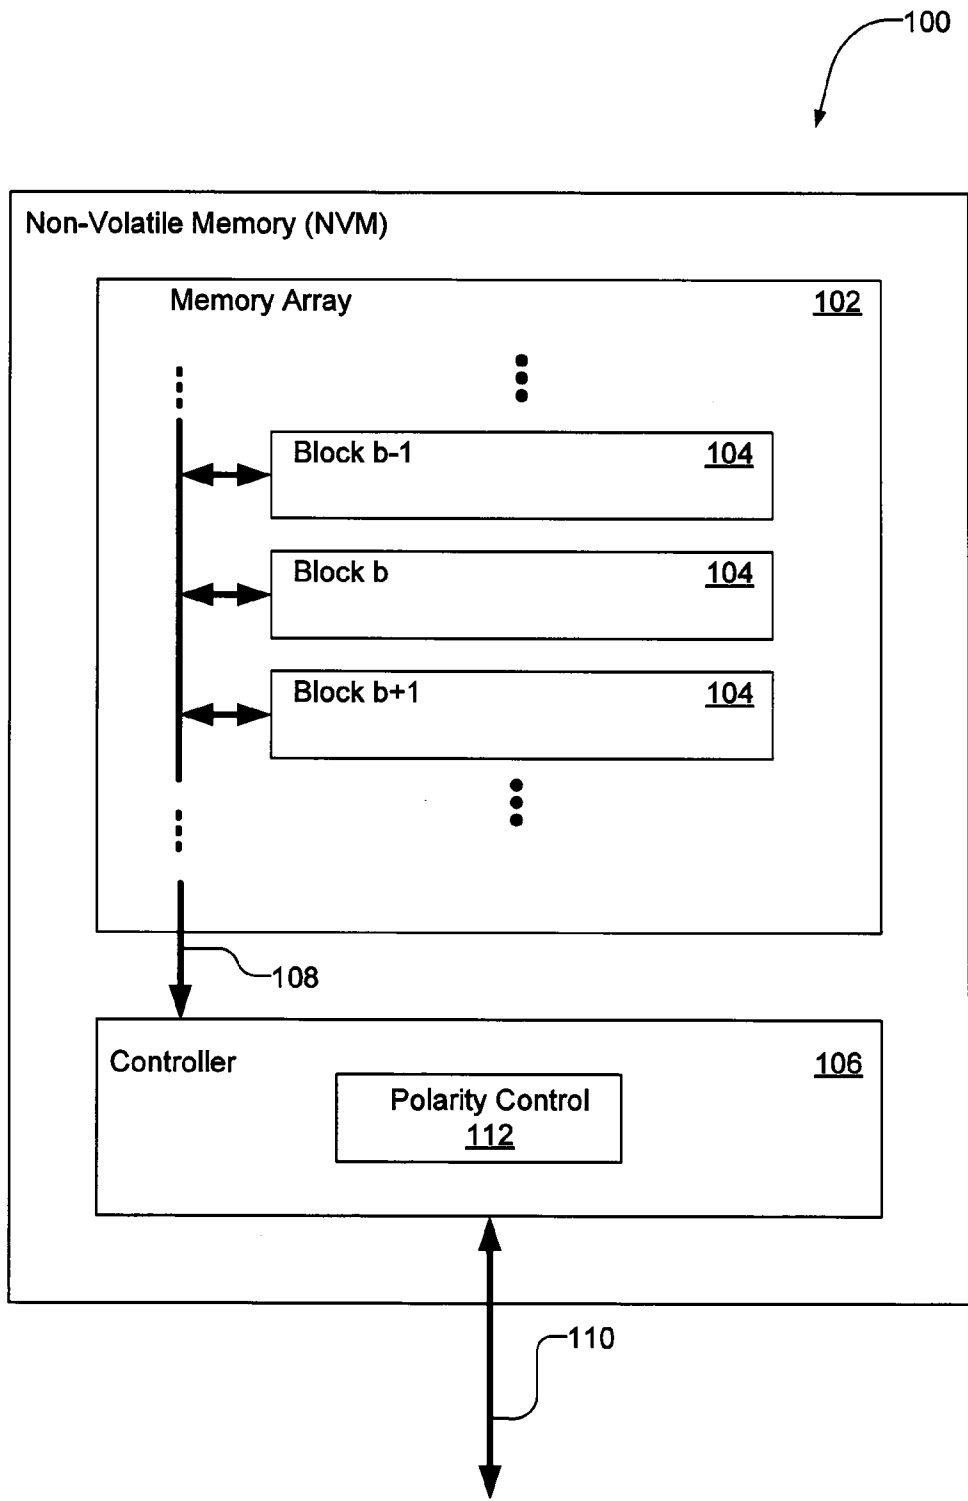 100
Non-Volatile Memory (NVM)
Memory Array 102
Block b-1 104
Block b 104
Block b+1 104
108
Controller 106
Polarity Control
112
110